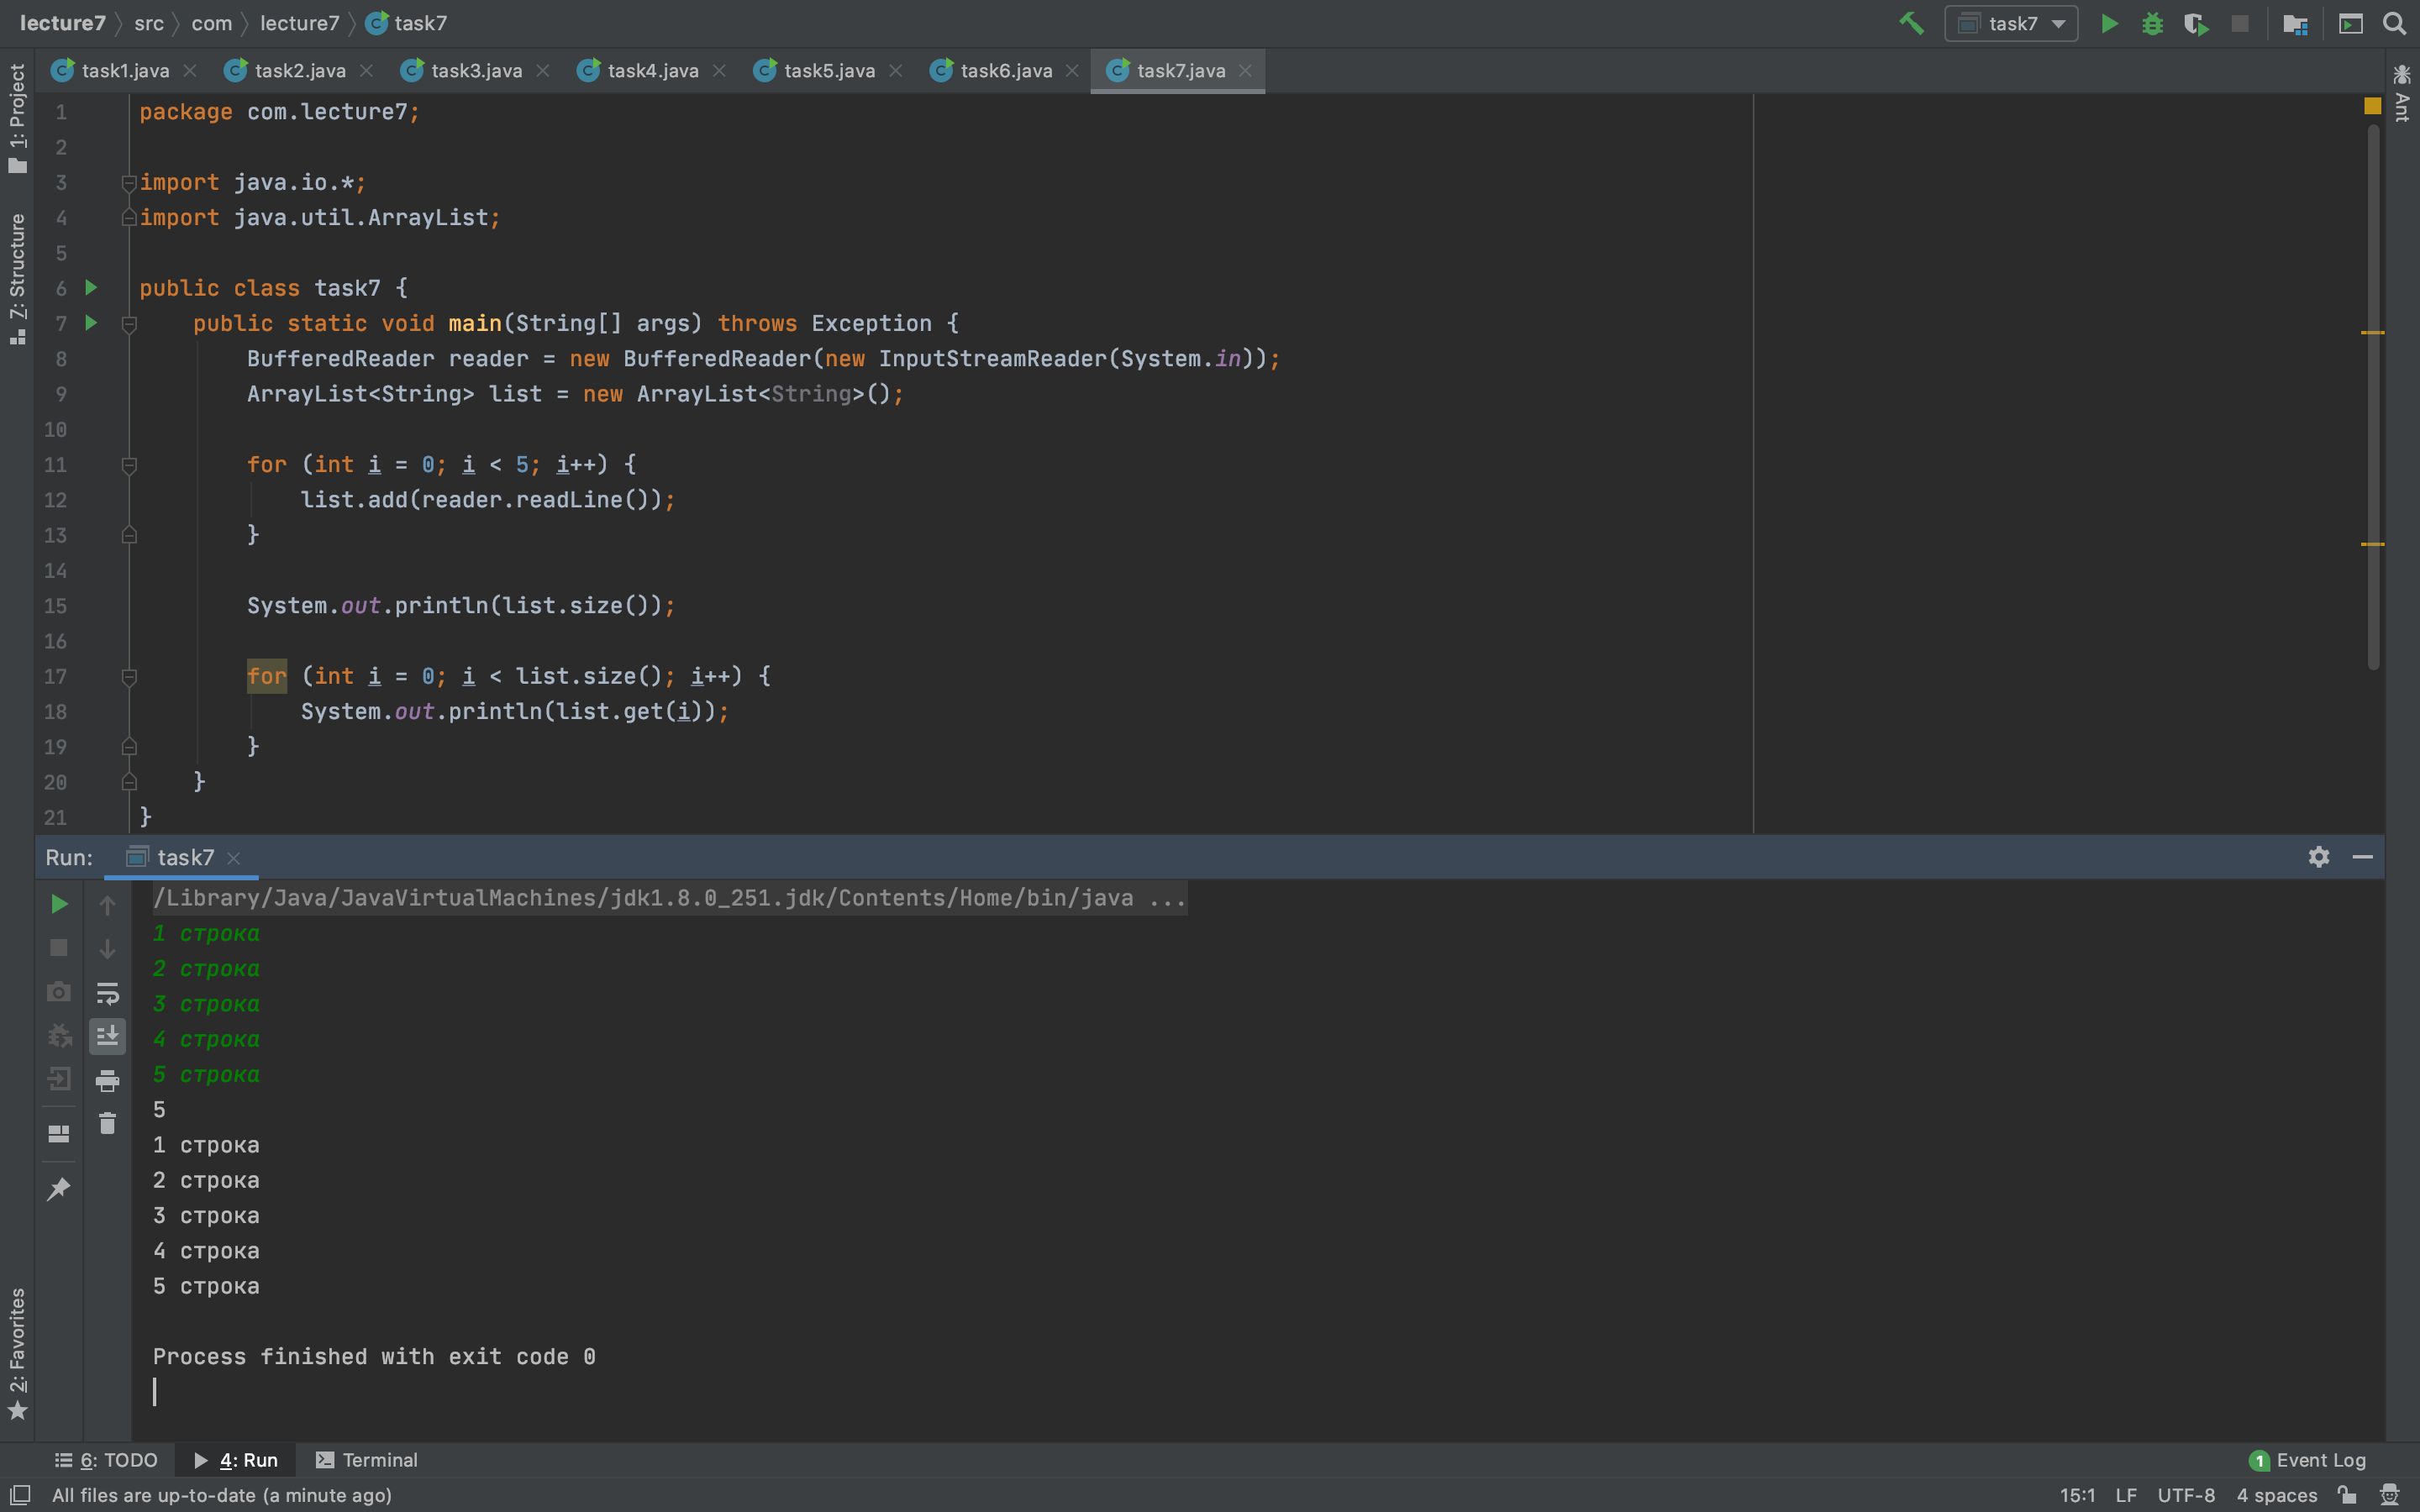 lecture7 src com lecture7 task7 task7
task1.java task2.java task3.java task4.java task5.java task6.java task7.java
1: Project
7: Structure
2: Favorites
Ant
1 package com.lecture7;
2
3 import java.io.*;
4 import java.util.ArrayList;
5
6 public class task7 {
7 public static void main(String[] args) throws Exception {
8 BufferedReader reader = new BufferedReader(new InputStreamReader(System.in));
9 ArrayList<String> list = new ArrayList<String>();
10
11 for (int i = 0; i < 5; i++) {
12 list.add(reader.readLine());
13 }
14
15 System.out.println(list.size());
16
17 for (int i = 0; i < list.size(); i++) {
18 System.out.println(list.get(i));
19 }
20 }
21 }
Run: task7
/Library/Java/JavaVirtualMachines/jdk1.8.0_251.jdk/Contents/Home/bin/java ...
1 строка
2 строка
3 строка
4 строка
5 строка
5
1 строка
2 строка
3 строка
4 строка
5 строка
Process finished with exit code 0
6: TODO 4: Run Terminal 1 Event Log
All files are up-to-date (a minute ago) 15:1 LF UTF-8 4 spaces